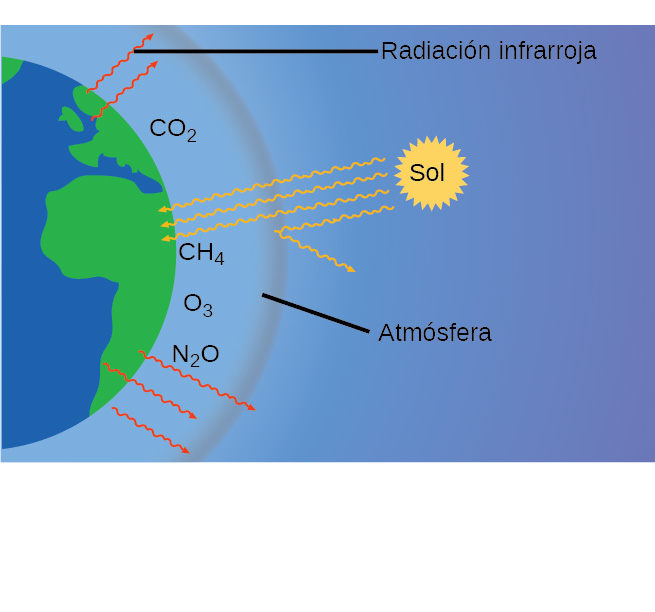 Radiación infrarroja
CO₂
Sol
CH₄
O₃
Atmósfera
N₂O